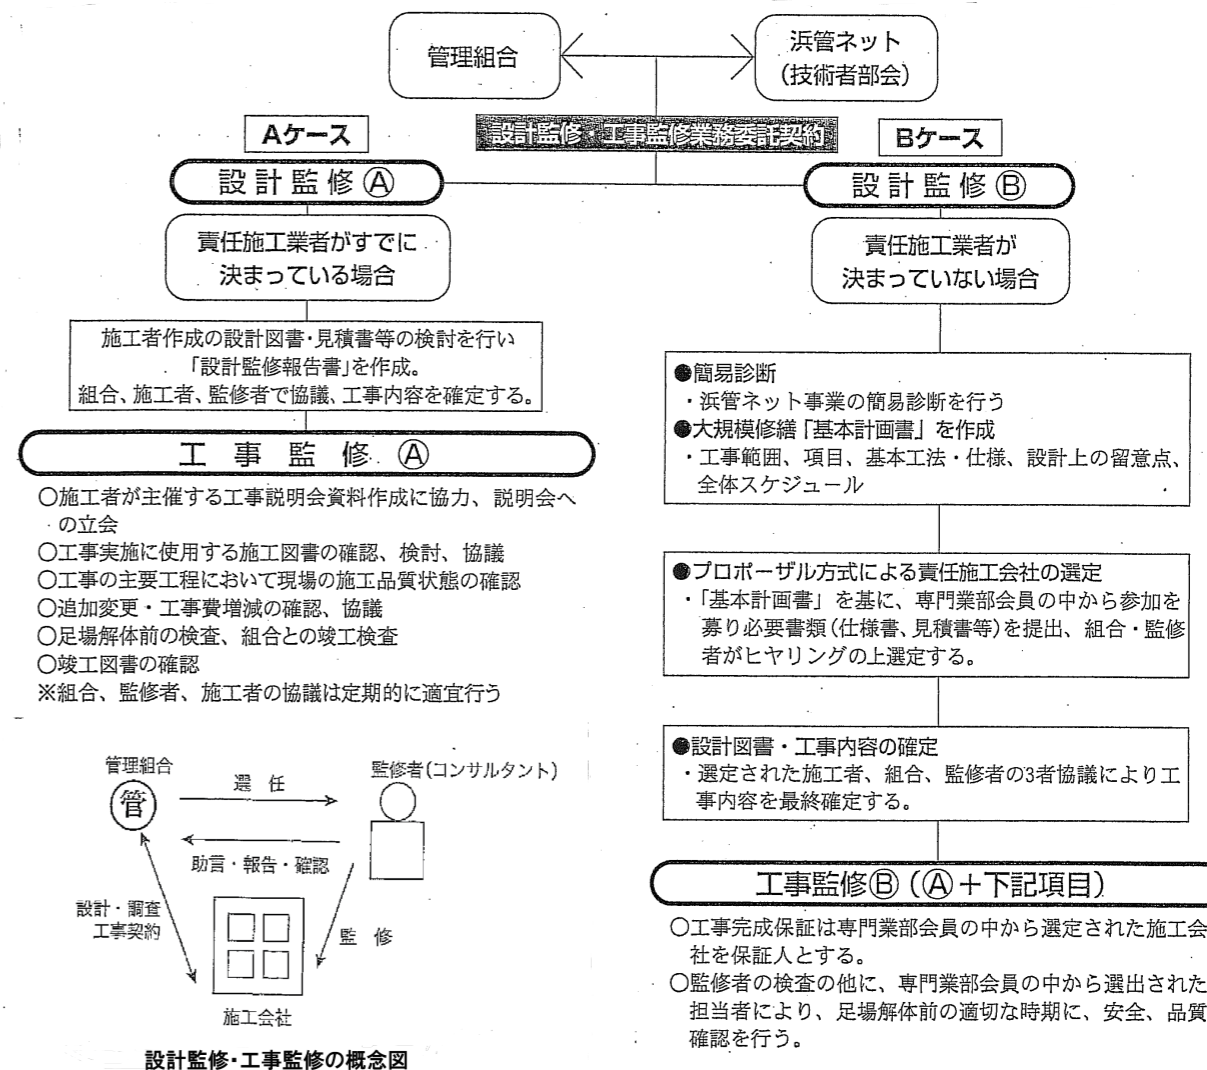 管理組合
浜管ネット
(技術者部会)
設計監修・工事監修業務委託契約
Aケース
設計監修Ⓐ
責任施工業者がすでに
決まっている場合
施工者作成の設計図書・見積書等の検討を行い
「設計監修報告書」を作成。
組合、施工者、監修者で協議、工事内容を確定する。
工事監修Ⓐ
○施工者が主催する工事説明会資料作成に協力、説明会へ
の立会
○工事実施に使用する施工図書の確認、検討、協議
○工事の主要工程において現場の施工品質状態の確認
○追加変更・工事費増減の確認、協議
○足場解体前の検査、組合との竣工検査
○竣工図書の確認
※組合、監修者、施工者の協議は定期的に適宜行う
管理組合
管
選任
監修者(コンサルタント)
助言・報告・確認
設計・調査
工事契約
監修
施工会社
設計監修・工事監修の概念図
Bケース
設計監修Ⓑ
責任施工業者が
決まっていない場合
●簡易診断
・浜管ネット事業の簡易診断を行う
●大規模修繕「基本計画書」を作成
・工事範囲、項目、基本工法・仕様、設計上の留意点、
全体スケジュール
●プロポーザル方式による責任施工会社の選定
・「基本計画書」を基に、専門業部会員の中から参加を
募り必要書類(仕様書、見積書等)を提出、組合・監修
者がヒヤリングの上選定する。
●設計図書・工事内容の確定
・選定された施工者、組合、監修者の3者協議により工
事内容を最終確定する。
工事監修Ⓑ(Ⓐ+下記項目)
○工事完成保証は専門業部会員の中から選定された施工会
社を保証人とする。
○監修者の検査の他に、専門業部会員の中から選出された
担当者により、足場解体前の適切な時期に、安全、品質
確認を行う。